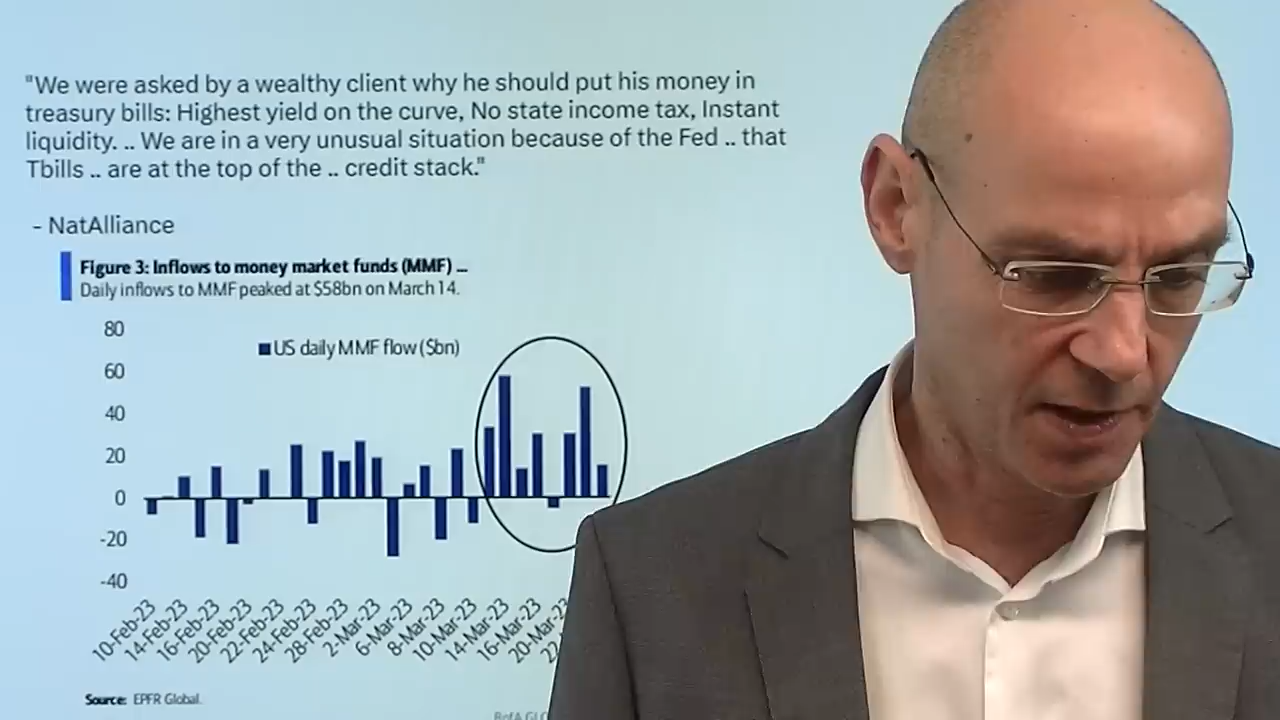 "We were asked by a wealthy client why he should put his money in
treasury bills: Highest yield on the curve, No state income tax, Instant
liquidity. .. We are in a very unusual situation because of the Fed .. that
Tbills .. are at the top of the .. credit stack."
- NatAlliance
Figure 3: Inflows to money market funds (MMF) ...
Daily inflows to MMF peaked at $58bn on March 14.
80
US daily MMF flow ($bn)
60
40
20
0
-20
-40
10-Feb-23
14-Feb-23
16-Feb-23
20-Feb-23
22-Feb-23
24-Feb-23
28-Feb-23
2-Mar-23
6-Mar-23
8-Mar-23
10-Mar-23
14-Mar-23
16-Mar-23
20-Mar-23
Source: EPFR Global.
BofA